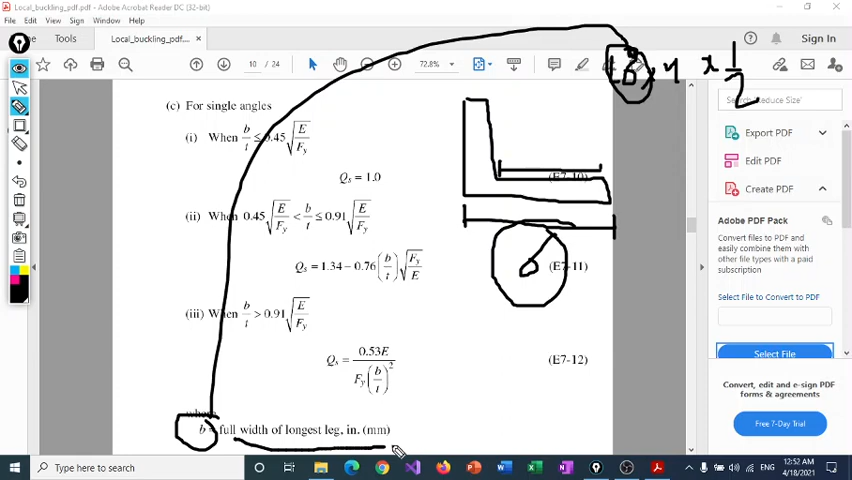 Local_buckling_pdf.pdf - Adobe Acrobat Reader DC (32-bit)
File Edit View Sign Window Help
Tools
Local_buckling_pdf....
Sign In
10 / 24
72.8%
x 1/2
(c) For single angles
(i) When b/t ≤ 0.45 √(E/Fy)
Qs = 1.0 (E7-10)
(ii) When 0.45 √(E/Fy) < b/t ≤ 0.91 √(E/Fy)
Qs = 1.34 − 0.76 (b/t) √(Fy/E) (E7-11)
(iii) When b/t > 0.91 √(E/Fy)
Qs = 0.53E / Fy (b/t)² (E7-12)
where
b = full width of longest leg, in. (mm)
b
Search 'Reduce Size'
Export PDF
Edit PDF
Create PDF
Adobe PDF Pack
Convert files to PDF and
easily combine them
with other file types with a
paid subscription
Select File to Convert to PDF
Select File
Convert, edit and e-sign PDF
forms & agreements
Free 7-Day Trial
Type here to search
ENG
12:52 AM
4/18/2021